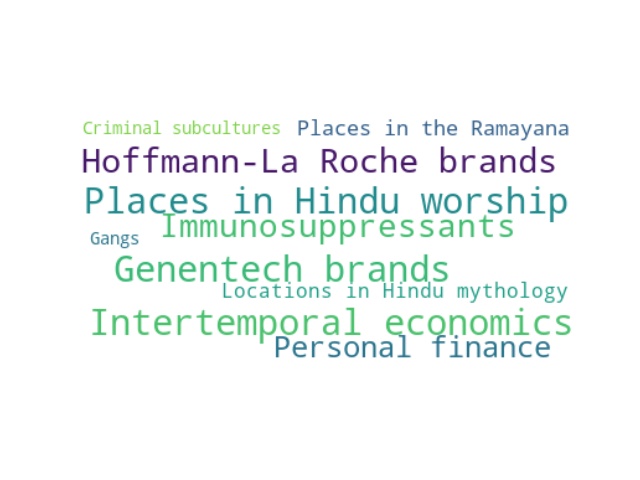 Criminal subcultures Places in the Ramayana
Hoffmann-La Roche brands
Places in Hindu worship
Immunosuppressants
Gangs
Genentech brands
Locations in Hindu mythology
Intertemporal economics
Personal finance